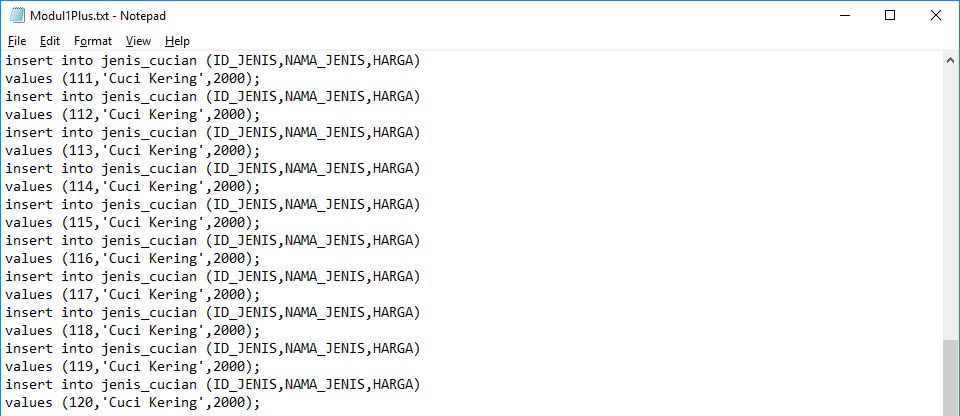 Modul1Plus.txt - Notepad
File Edit Format View Help
insert into jenis_cucian (ID_JENIS,NAMA_JENIS,HARGA)
values (111,'Cuci Kering',2000);
insert into jenis_cucian (ID_JENIS,NAMA_JENIS,HARGA)
values (112,'Cuci Kering',2000);
insert into jenis_cucian (ID_JENIS,NAMA_JENIS,HARGA)
values (113,'Cuci Kering',2000);
insert into jenis_cucian (ID_JENIS,NAMA_JENIS,HARGA)
values (114,'Cuci Kering',2000);
insert into jenis_cucian (ID_JENIS,NAMA_JENIS,HARGA)
values (115,'Cuci Kering',2000);
insert into jenis_cucian (ID_JENIS,NAMA_JENIS,HARGA)
values (116,'Cuci Kering',2000);
insert into jenis_cucian (ID_JENIS,NAMA_JENIS,HARGA)
values (117,'Cuci Kering',2000);
insert into jenis_cucian (ID_JENIS,NAMA_JENIS,HARGA)
values (118,'Cuci Kering',2000);
insert into jenis_cucian (ID_JENIS,NAMA_JENIS,HARGA)
values (119,'Cuci Kering',2000);
insert into jenis_cucian (ID_JENIS,NAMA_JENIS,HARGA)
values (120,'Cuci Kering',2000);